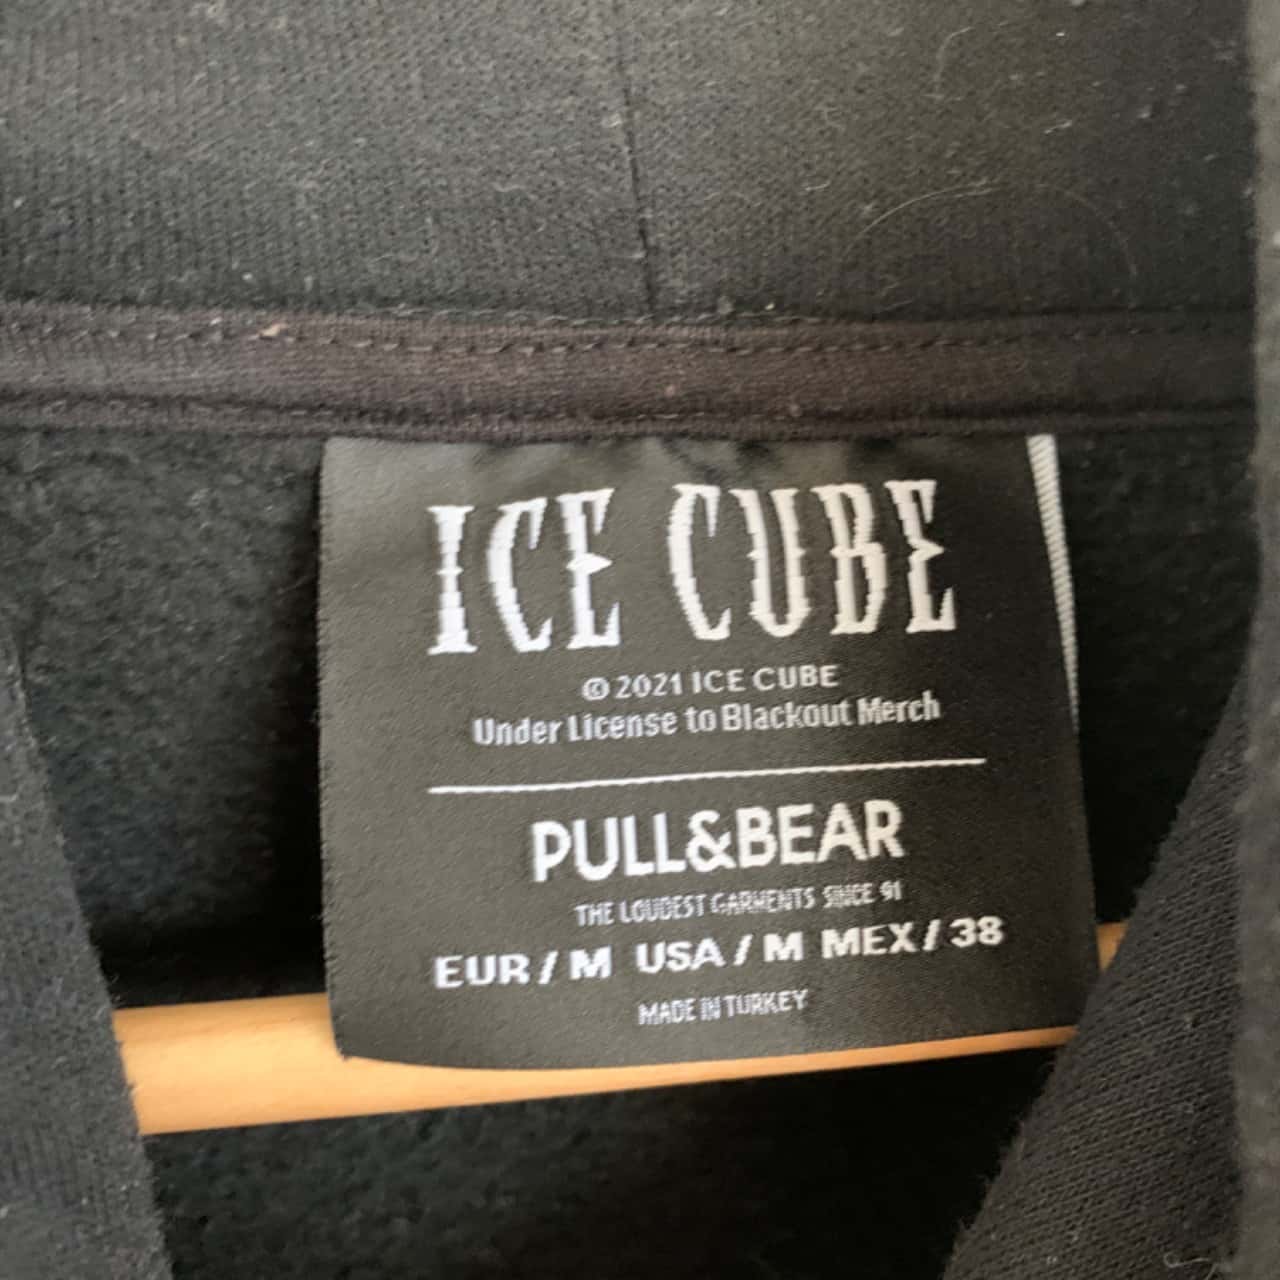 ICE CUBE
© 2021 ICE CUBE
Under License to Blackout Merch
PULL&BEAR
THE LOUDEST GARMENTS SINCE 91
EUR / M USA / M MEX / 38
MADE IN TURKEY